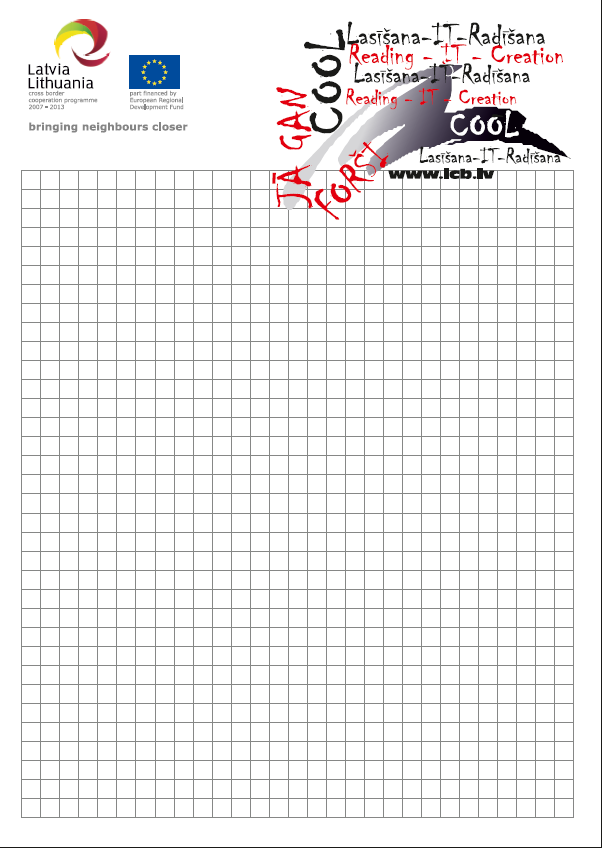 Latvia
Lithuania
cross border
cooperation programme
2007 – 2013
part financed by
European Regional
Development Fund
bringing neighbours closer
JĀ GAN
COOL
FORŠI
Lasīšana-IT-Radīšana
Reading - IT - Creation
Lasīšana-IT-Radīšana
Reading - IT - Creation
COOL
Lasīšana-IT-Radīšana
www.lcb.lv